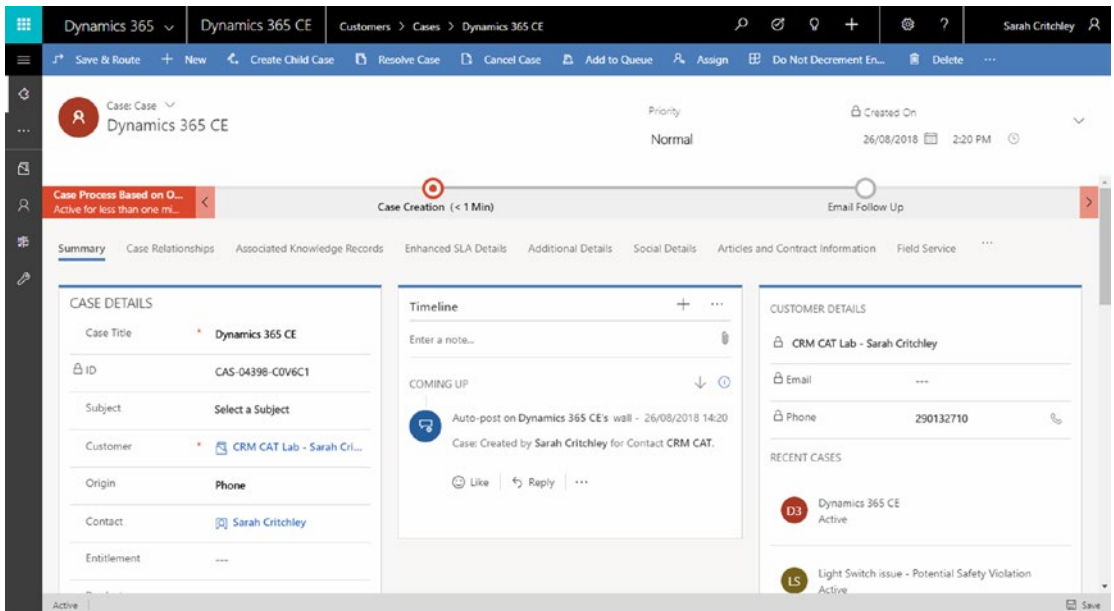 Dynamics 365 Dynamics 365 CE Customers > Cases > Dynamics 365 CE Sarah Critchley
Save & Route New Create Child Case Resolve Case Cancel Case Add to Queue Assign Do Not Decrement En... Delete ...
Case: Case
Dynamics 365 CE
Priority
Normal
Created On
26/08/2018 2:20 PM
Case Process Based on O...
Active for less than one mi...
Case Creation (< 1 Min)
Email Follow Up
Summary Case Relationships Associated Knowledge Records Enhanced SLA Details Additional Details Social Details Articles and Contract Information Field Service ...
CASE DETAILS
Case Title * Dynamics 365 CE
ID CAS-04398-C0V6C1
Subject Select a Subject
Customer * CRM CAT Lab - Sarah Cri...
Origin Phone
Contact Sarah Critchley
Entitlement ---
Timeline
Enter a note...
COMING UP
Auto-post on Dynamics 365 CE's wall - 26/08/2018 14:20
Case: Created by Sarah Critchley for Contact CRM CAT.
Like Reply ...
CUSTOMER DETAILS
CRM CAT Lab - Sarah Critchley
Email ---
Phone 290132710
RECENT CASES
D3 Dynamics 365 CE
Active
LS Light Switch issue - Potential Safety Violation
Active
Active
Save